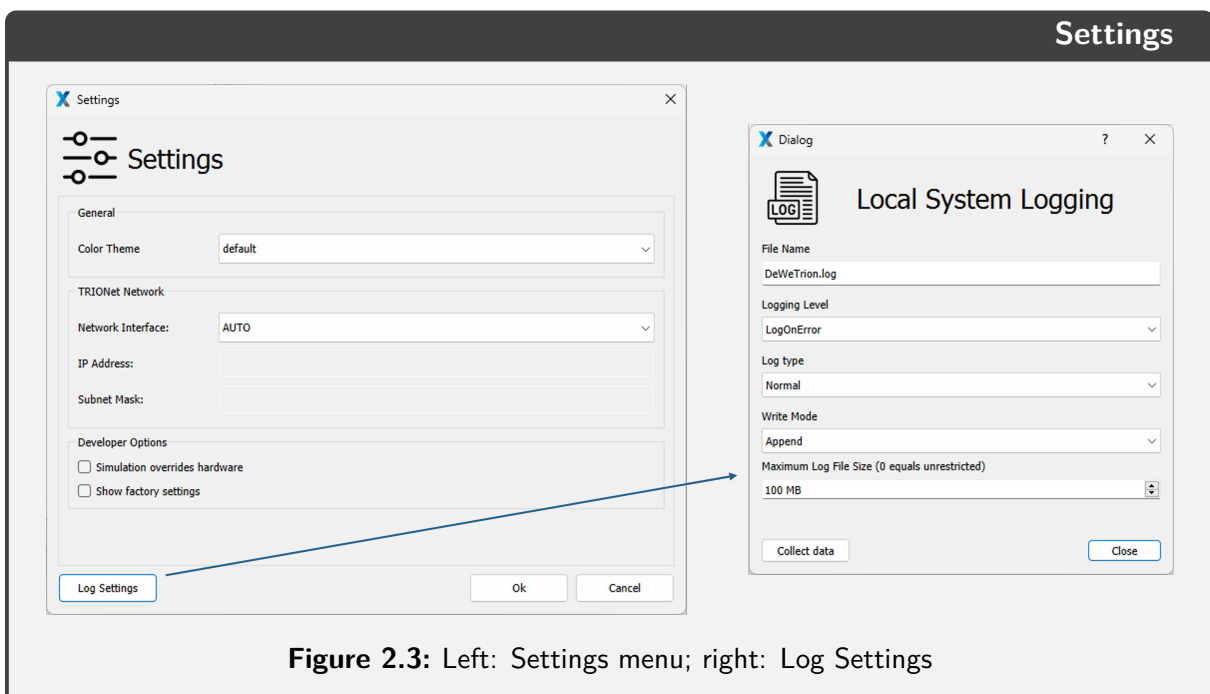 Settings
Settings
Settings
General
Color Theme
default
TRIONet Network
Network Interface:
AUTO
IP Address:
Subnet Mask:
Developer Options
Simulation overrides hardware
Show factory settings
Log Settings
Ok
Cancel
Dialog
?
LOG
Local System Logging
File Name
DeWeTrion.log
Logging Level
LogOnError
Log type
Normal
Write Mode
Append
Maximum Log File Size (0 equals unrestricted)
100 MB
Collect data
Close
Figure 2.3: Left: Settings menu; right: Log Settings